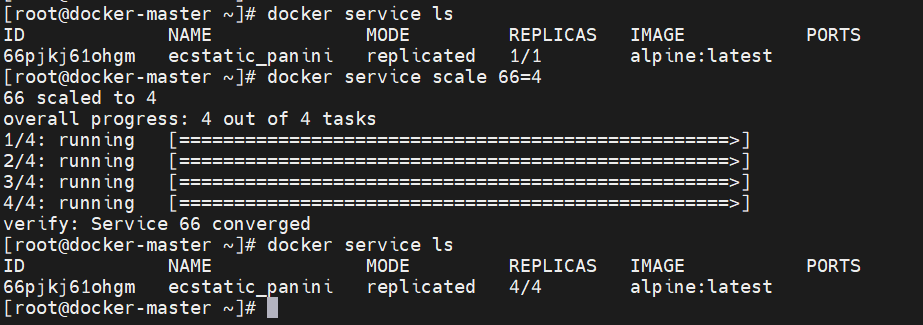 [root@docker-master ~]# docker service ls
ID NAME MODE REPLICAS IMAGE PORTS
66pjkj61ohgm ecstatic_panini replicated 1/1 alpine:latest
[root@docker-master ~]# docker service scale 66=4
66 scaled to 4
overall progress: 4 out of 4 tasks
1/4: running [==================================================>]
2/4: running [==================================================>]
3/4: running [==================================================>]
4/4: running [==================================================>]
verify: Service 66 converged
[root@docker-master ~]# docker service ls
ID NAME MODE REPLICAS IMAGE PORTS
66pjkj61ohgm ecstatic_panini replicated 4/4 alpine:latest
[root@docker-master ~]#